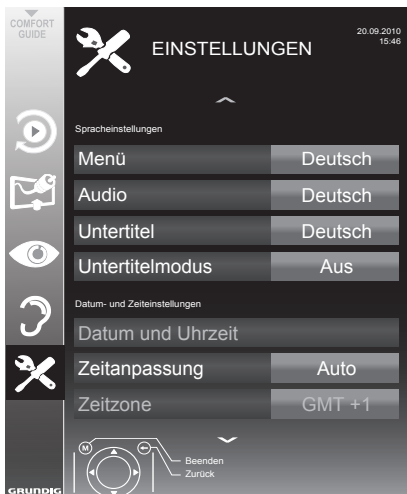 COMFORT
GUIDE
EINSTELLUNGEN
20.09.2010
15:46
Spracheinstellungen
Menü Deutsch
Audio Deutsch
Untertitel Deutsch
Untertitelmodus Aus
Datum- und Zeiteinstellungen
Datum und Uhrzeit
Zeitanpassung Auto
Zeitzone GMT +1
M
Beenden
Zurück
GRUNDIG